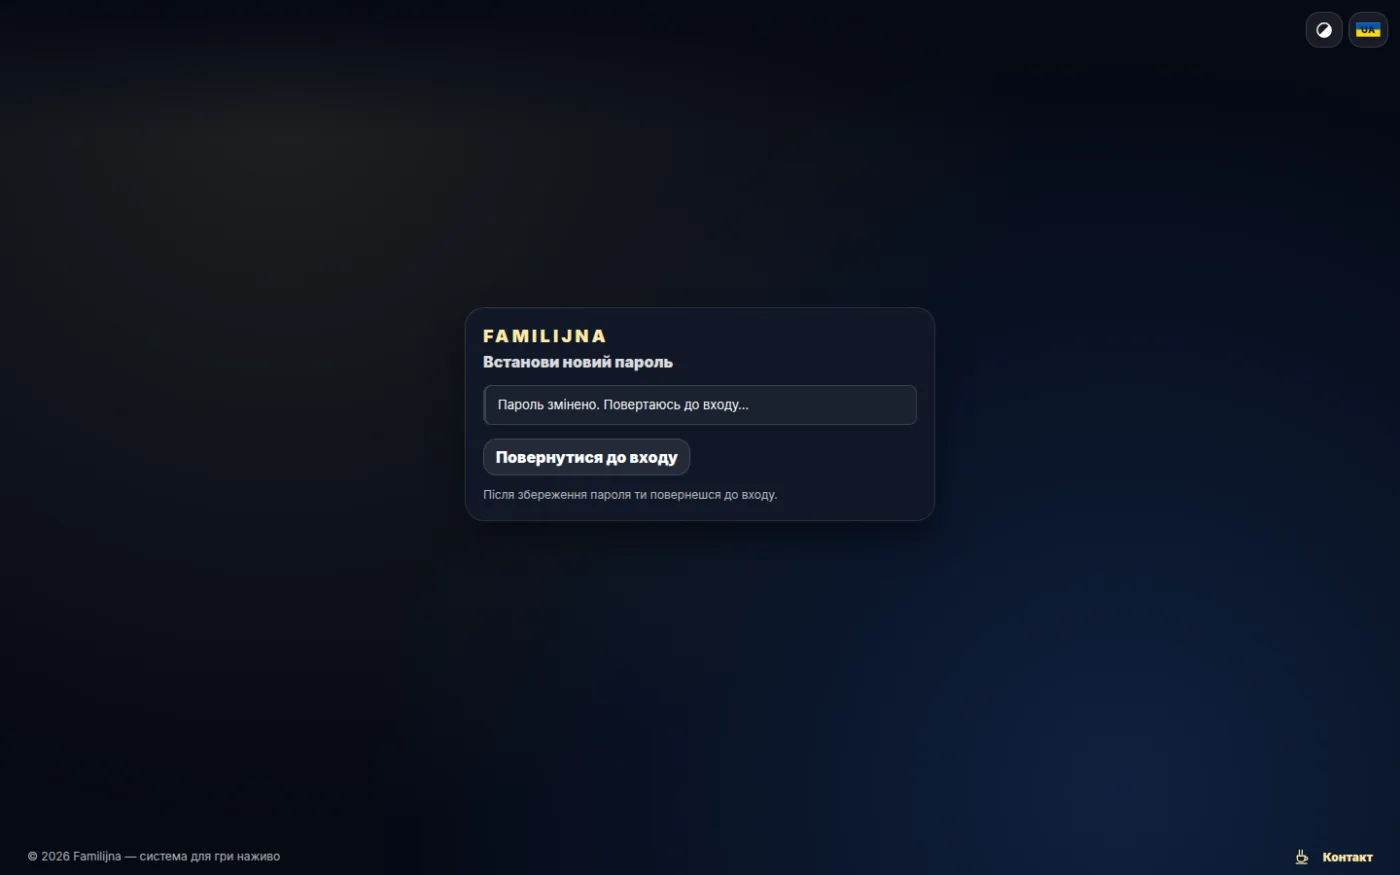 UA
FAMILIJNA
Встанови новий пароль
Пароль змінено. Повертаюсь до входу...
Повернутися до входу
Після збереження пароля ти повернешся до входу.
© 2026 Familijna — система для гри наживо
Контакт